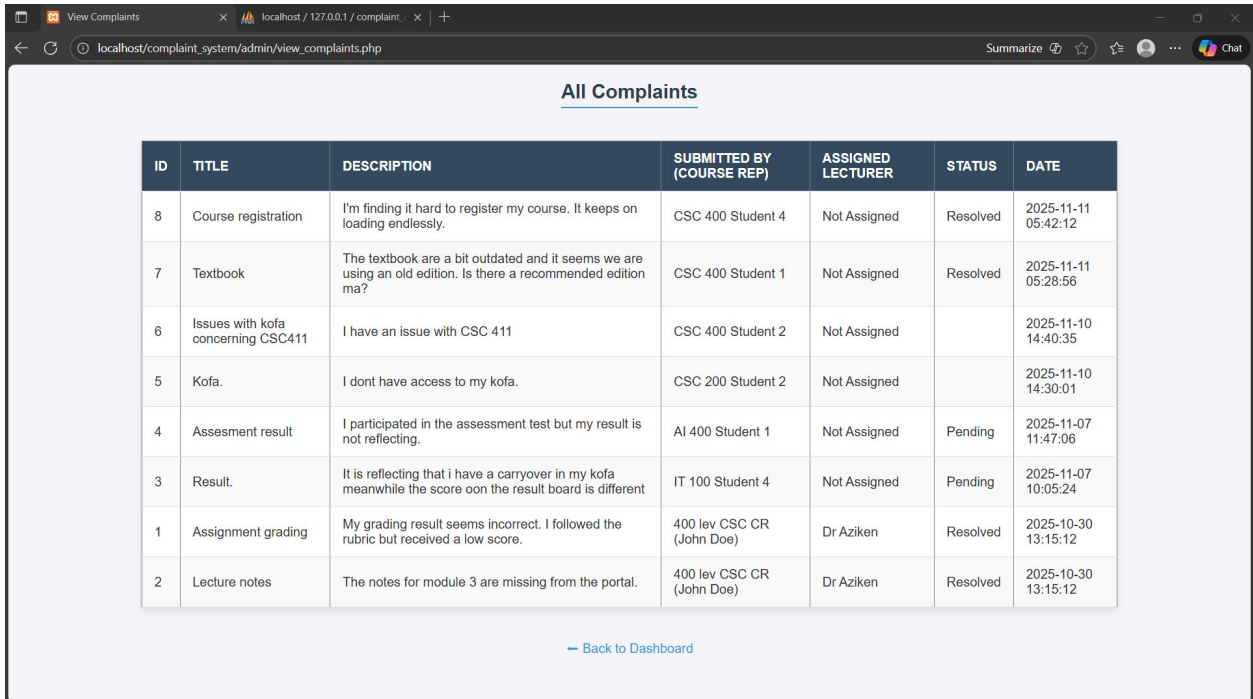 View Complaints
localhost / 127.0.0.1 / complaint_
localhost/complaint_system/admin/view_complaints.php
Summarize
Chat
All Complaints
ID
TITLE
DESCRIPTION
SUBMITTED BY
(COURSE REP)
ASSIGNED
LECTURER
STATUS
DATE
8
Course registration
I'm finding it hard to register my course. It keeps on
loading endlessly.
CSC 400 Student 4
Not Assigned
Resolved
2025-11-11
05:42:12
7
Textbook
The textbook are a bit outdated and it seems we are
using an old edition. Is there a recommended edition
ma?
CSC 400 Student 1
Not Assigned
Resolved
2025-11-11
05:28:56
6
Issues with kofa
concerning CSC411
I have an issue with CSC 411
CSC 400 Student 2
Not Assigned
2025-11-10
14:40:35
5
Kofa.
I dont have access to my kofa.
CSC 200 Student 2
Not Assigned
2025-11-10
14:30:01
4
Assesment result
I participated in the assessment test but my result is
not reflecting.
AI 400 Student 1
Not Assigned
Pending
2025-11-07
11:47:06
3
Result.
It is reflecting that i have a carryover in my kofa
meanwhile the score oon the result board is different
IT 100 Student 4
Not Assigned
Pending
2025-11-07
10:05:24
1
Assignment grading
My grading result seems incorrect. I followed the
rubric but received a low score.
400 lev CSC CR
(John Doe)
Dr Aziken
Resolved
2025-10-30
13:15:12
2
Lecture notes
The notes for module 3 are missing from the portal.
400 lev CSC CR
(John Doe)
Dr Aziken
Resolved
2025-10-30
13:15:12
← Back to Dashboard